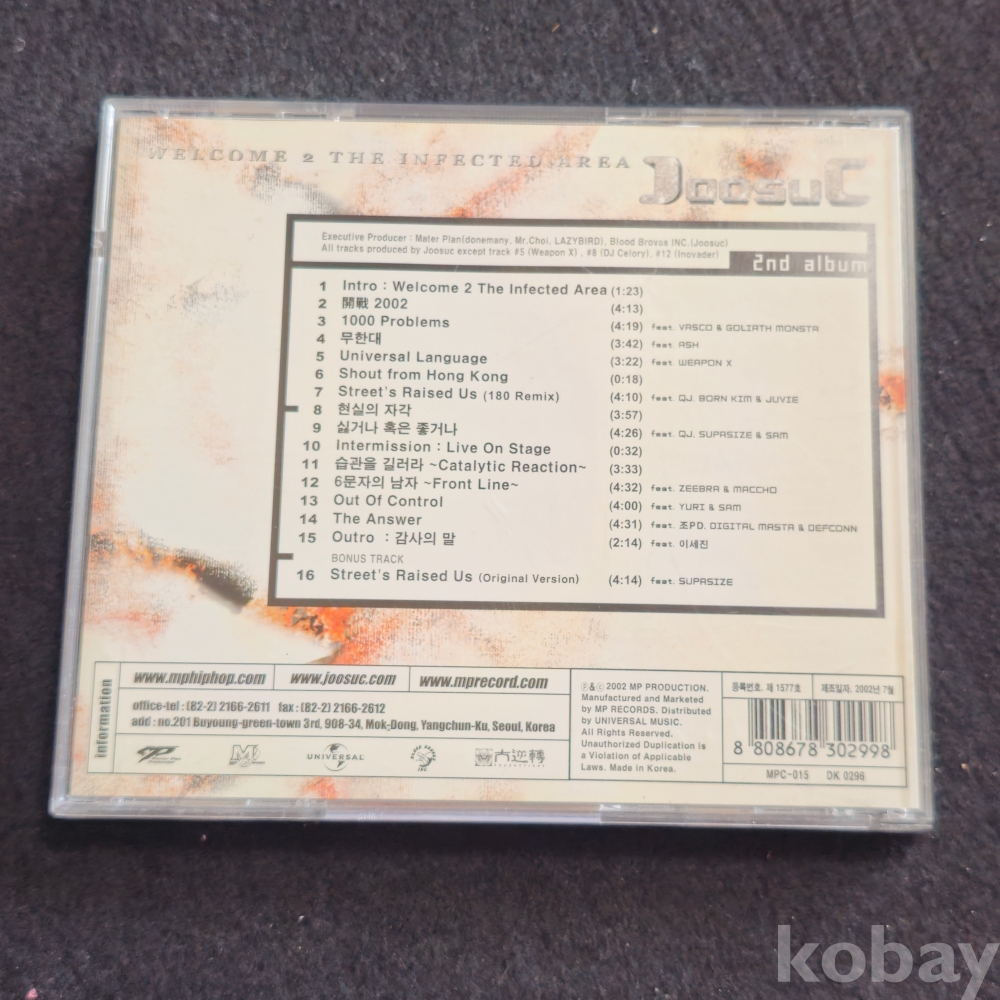 WELCOME 2 THE INFECTED AREA
JoosuC
Executive Producer : Mater Plan(donemany, Mr.Choi, LAZYBIRD), Blood Brovas INC.(Joosuc)
All tracks produced by Joosuc except track #5 (Weapon X) , #8 (DJ Celory), #12 (Inovader)
2nd album
1 Intro : Welcome 2 The Infected Area (1:23)
2 開戰 2002 (4:13)
3 1000 Problems (4:19) feat. VASCO & GOLIATH MONSTA
4 무한대 (3:42) feat. ASH
5 Universal Language (3:22) feat. WEAPON X
6 Shout from Hong Kong (0:18)
7 Street's Raised Us (180 Remix) (4:10) feat. QJ. BORN KIM & JUVIE
8 현실의 자각 (3:57)
9 싫거나 혹은 좋거나 (4:26) feat. QJ. SUPASIZE & SAM
10 Intermission : Live On Stage (0:32)
11 습관을 길러라 ~Catalytic Reaction~ (3:33)
12 6문자의 남자 ~Front Line~ (4:32) feat. ZEEBRA & MACCHO
13 Out Of Control (4:00) feat. YURI & SAM
14 The Answer (4:31) feat. 조PD. DIGITAL MASTA & DEFCONN
15 Outro : 감사의 말 (2:14) feat. 이세진
BONUS TRACK
16 Street's Raised Us (Original Version) (4:14) feat. SUPASIZE
information
www.mphiphop.com www.joosuc.com www.mprecord.com
office-tel : (82-2) 2166-2611 fax : (82-2) 2166-2612
add : no.201 Buyoung-green-town 3rd, 908-34, Mok-Dong, Yangchun-Ku, Seoul, Korea
UNIVERSAL
大逆轉
℗&© 2002 MP PRODUCTION.
Manufactured and Marketed
by MP RECORDS. Distributed
by UNIVERSAL MUSIC.
All Rights Reserved.
Unauthorized Duplication is
a Violation of Applicable
Laws. Made in Korea.
등록번호. 제 1577호 제조일자. 2002년 7월
8 808678 302998
MPC-015 DK 0296
kobay